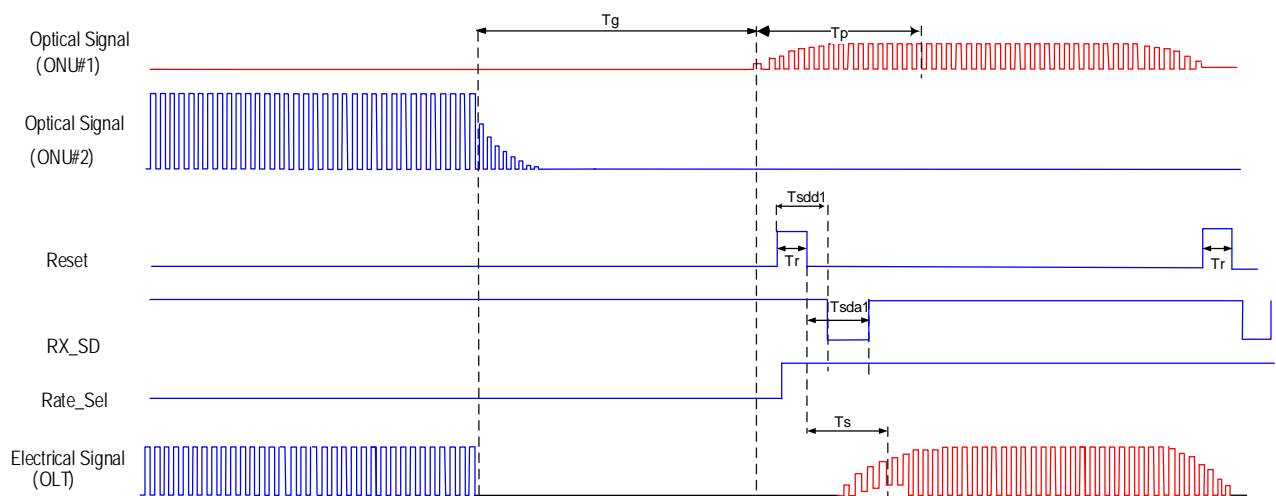 Tg
Tp
Optical Signal
(ONU#1)
Optical Signal
(ONU#2)
Tsdd1
Reset
Tr
Tr
Tsda1
RX_SD
Rate_Sel
Ts
Electrical Signal
(OLT)